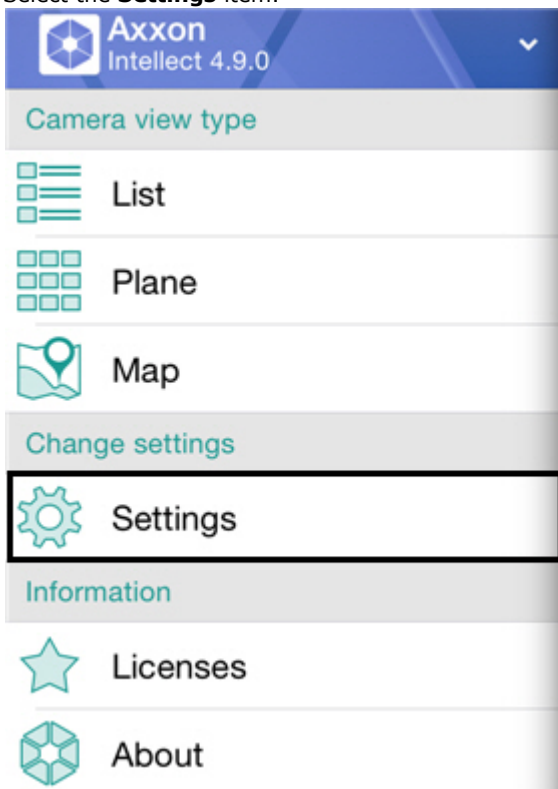 Select the Settings item.
Axxon
Intellect 4.9.0
Camera view type
List
Plane
Map
Change settings
Settings
Information
Licenses
About